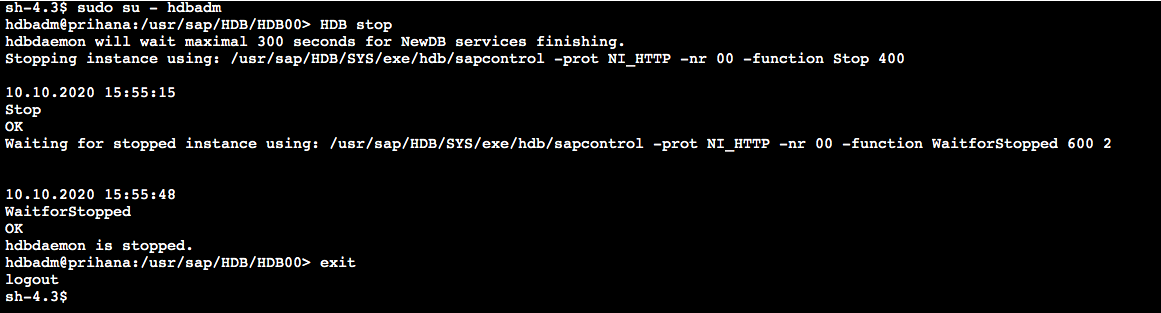 sh-4.3$ sudo su - hdbadm
hdbadm@prihana:/usr/sap/HDB/HDB00> HDB stop
hdbdaemon will wait maximal 300 seconds for NewDB services finishing.
Stopping instance using: /usr/sap/HDB/SYS/exe/hdb/sapcontrol -prot NI_HTTP -nr 00 -function Stop 400
10.10.2020 15:55:15
Stop
OK
Waiting for stopped instance using: /usr/sap/HDB/SYS/exe/hdb/sapcontrol -prot NI_HTTP -nr 00 -function WaitforStopped 600 2
10.10.2020 15:55:48
WaitforStopped
OK
hdbdaemon is stopped.
hdbadm@prihana:/usr/sap/HDB/HDB00> exit
logout
sh-4.3$